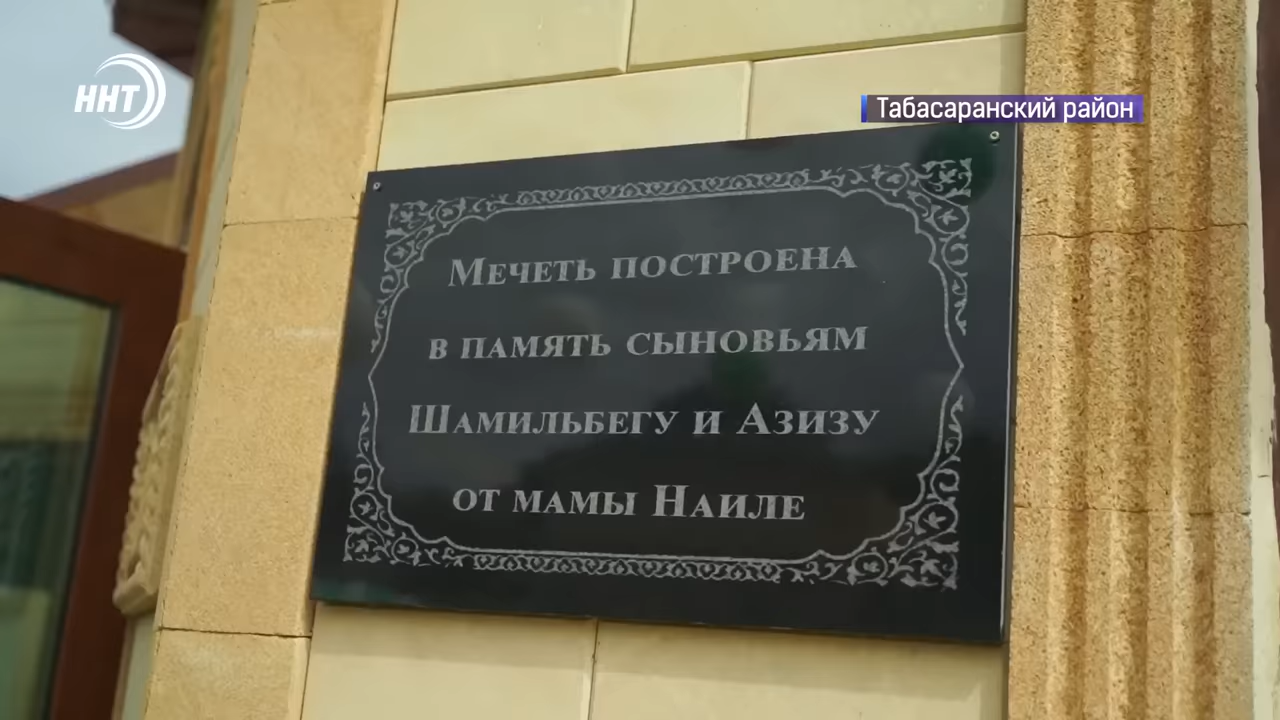 ННТ
Табасаранский район
Мечеть построена
в память сыновьям
Шамильбегу и Азизу
от мамы Наиле